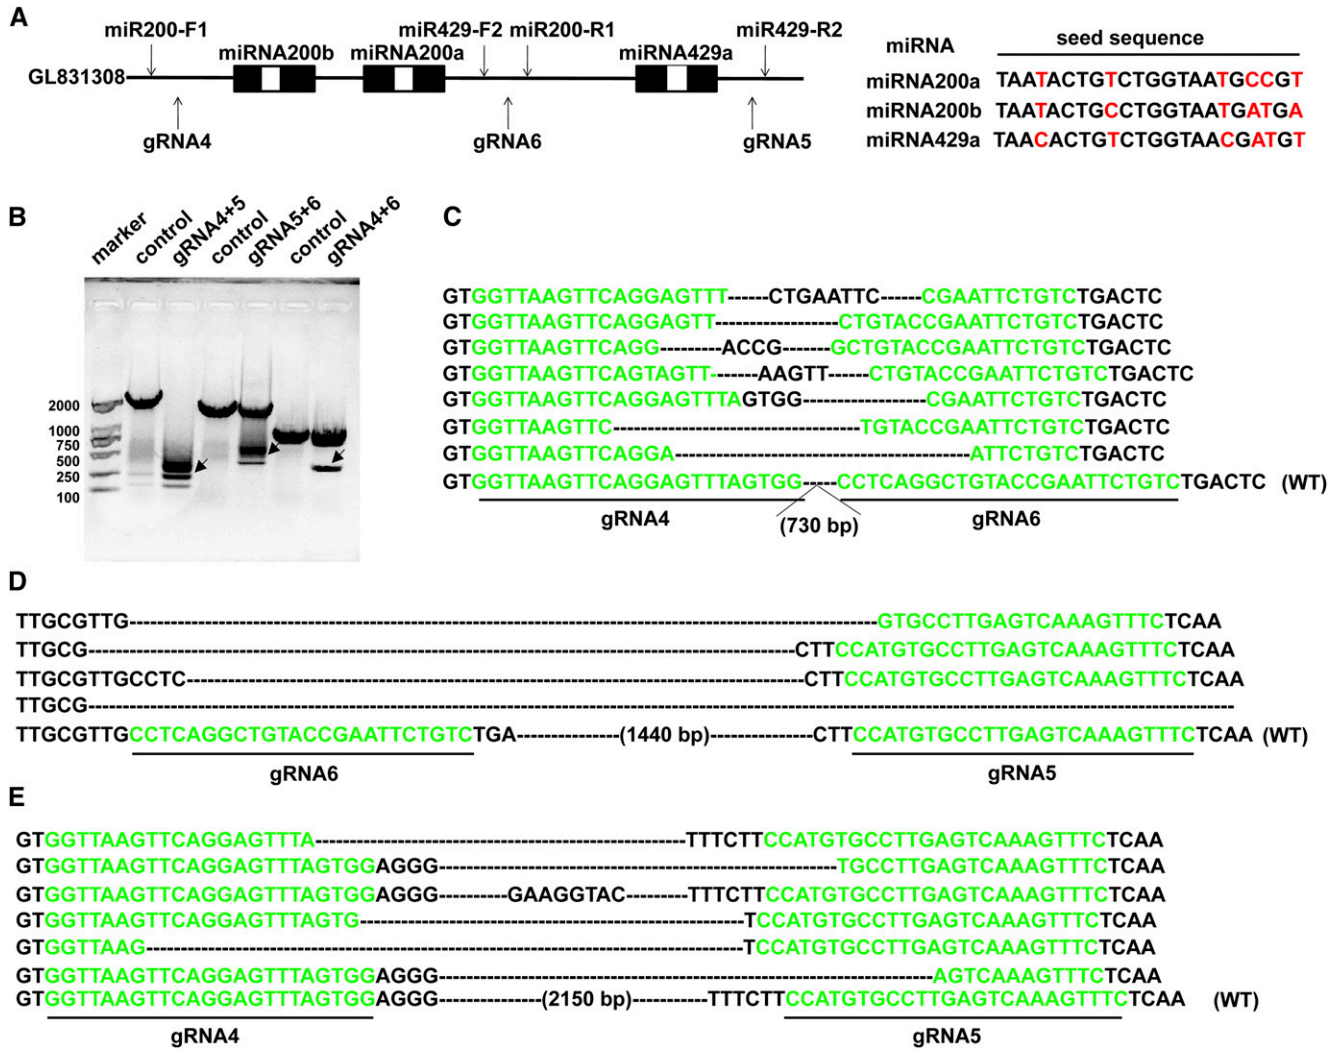 A
miR200-F1
miR429-F2
miR200-R1
miR429-R2
miRNA200b
miRNA200a
miRNA429a
GL831308
gRNA4
gRNA6
gRNA5
miRNA
seed sequence
miRNA200a TAATACTGTCTGGTAATGCCGT
miRNA200b TAATACTGCCTGGTAATGATGA
miRNA429a TAACACTGTCTGGTAACGATGT
B
marker
control
gRNA4+5
control
gRNA5+6
control
gRNA4+6
2000
1000
750
500
250
100
C
GTGGTTAAGTTCAGGAGTTT------CTGAATTC------CGAATTCTGTCTGACTC
GTGGTTAAGTTCAGGAGTT------------------CTGTACCGAATTCTGTCTGACTC
GTGGTTAAGTTCAGG---------ACCG-------GCTGTACCGAATTCTGTCTGACTC
GTGGTTAAGTTCAGTAGTT-------AAGTT------CTGTACCGAATTCTGTCTGACTC
GTGGTTAAGTTCAGGAGTTTAGTGG------------------CGAATTCTGTCTGACTC
GTGGTTAAGTTC------------------------------------TGTACCGAATTCTGTCTGACTC
GTGGTTAAGTTCAGGA-------------------------------------------ATTCTGTCTGACTC
GTGGTTAAGTTCAGGAGTTTAGTGG-----CCTCAGGCTGTACCGAATTCTGTCTGACTC (WT)
gRNA4
(730 bp)
gRNA6
D
TTGCGTTG--------------------------------------------------------------------------------------------------------------GTGCCTTGAGTCAAAGTTTCTCAA
TTGCG--------------------------------------------------------------------------------------------------------CTTCCATGTGCCTTGAGTCAAAGTTTCTCAA
TTGCGTTGCCTC-------------------------------------------------------------------------------------------CTTCCATGTGCCTTGAGTCAAAGTTTCTCAA
TTGCG------------------------------------------------------------------------------------------------------------------------------------------------------------------------
TTGCGTTGCCTCAGGCTGTACCGAATTCTGTCTGA---------------(1440 bp)---------------CTTCCATGTGCCTTGAGTCAAAGTTTCTCAA (WT)
gRNA6
gRNA5
E
GTGGTTAAGTTCAGGAGTTTA------------------------------------------------------TTTCTTCCATGTGCCTTGAGTCAAAGTTTCTCAA
GTGGTTAAGTTCAGGAGTTTAGTGGAGGG----------------------------------------------------------TGCCTTGAGTCAAAGTTTCTCAA
GTGGTTAAGTTCAGGAGTTTAGTGGAGGG----------GAAGGTAC---------TTTCTTCCATGTGCCTTGAGTCAAAGTTTCTCAA
GTGGTTAAGTTCAGGAGTTTAGTG--------------------------------------------------------TCCATGTGCCTTGAGTCAAAGTTTCTCAA
GTGGTTAAG----------------------------------------------------------------------------------------TCCATGTGCCTTGAGTCAAAGTTTCTCAA
GTGGTTAAGTTCAGGAGTTTAGTGGAGGG------------------------------------------------------------------------AGTCAAAGTTTCTCAA
GTGGTTAAGTTCAGGAGTTTAGTGGAGGG---------------(2150 bp)-----------TTTCTTCCATGTGCCTTGAGTCAAAGTTTCTCAA (WT)
gRNA4
gRNA5